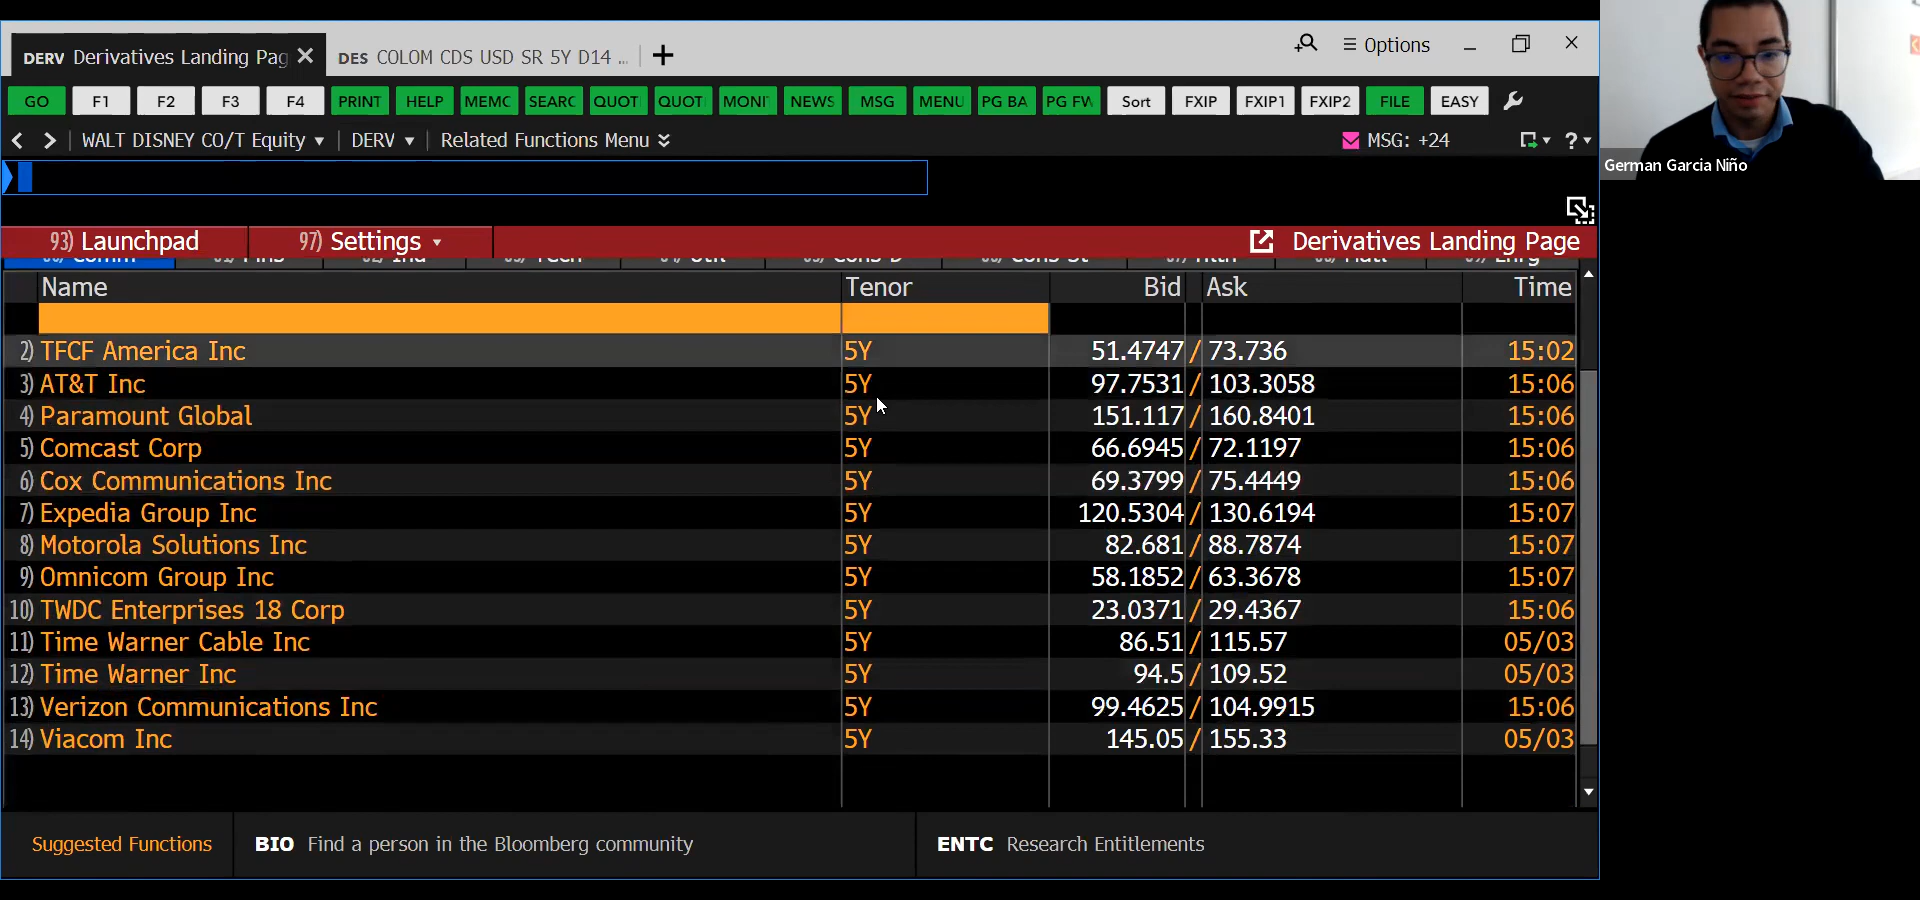 DERV Derivatives Landing Pag
DES COLOM CDS USD SR 5Y D14 ...
Options
GO F1 F2 F3 F4 PRINT HELP MEMC SEARC QUOT QUOT MONI NEWS MSG MENU PG BA PG FW Sort FXIP FXIP1 FXIP2 FILE EASY
WALT DISNEY CO/T Equity DERV Related Functions Menu MSG: +24 ?
German Garcia Niño
93) Launchpad 97) Settings Derivatives Landing Page
Name Tenor Bid Ask Time
2) TFCF America Inc 5Y 51.4747 / 73.736 15:02
3) AT&T Inc 5Y 97.7531 / 103.3058 15:06
4) Paramount Global 5Y 151.117 / 160.8401 15:06
5) Comcast Corp 5Y 66.6945 / 72.1197 15:06
6) Cox Communications Inc 5Y 69.3799 / 75.4449 15:06
7) Expedia Group Inc 5Y 120.5304 / 130.6194 15:07
8) Motorola Solutions Inc 5Y 82.681 / 88.7874 15:07
9) Omnicom Group Inc 5Y 58.1852 / 63.3678 15:07
10) TWDC Enterprises 18 Corp 5Y 23.0371 / 29.4367 15:06
11) Time Warner Cable Inc 5Y 86.51 / 115.57 05/03
12) Time Warner Inc 5Y 94.5 / 109.52 05/03
13) Verizon Communications Inc 5Y 99.4625 / 104.9915 15:06
14) Viacom Inc 5Y 145.05 / 155.33 05/03
Suggested Functions BIO Find a person in the Bloomberg community ENTC Research Entitlements